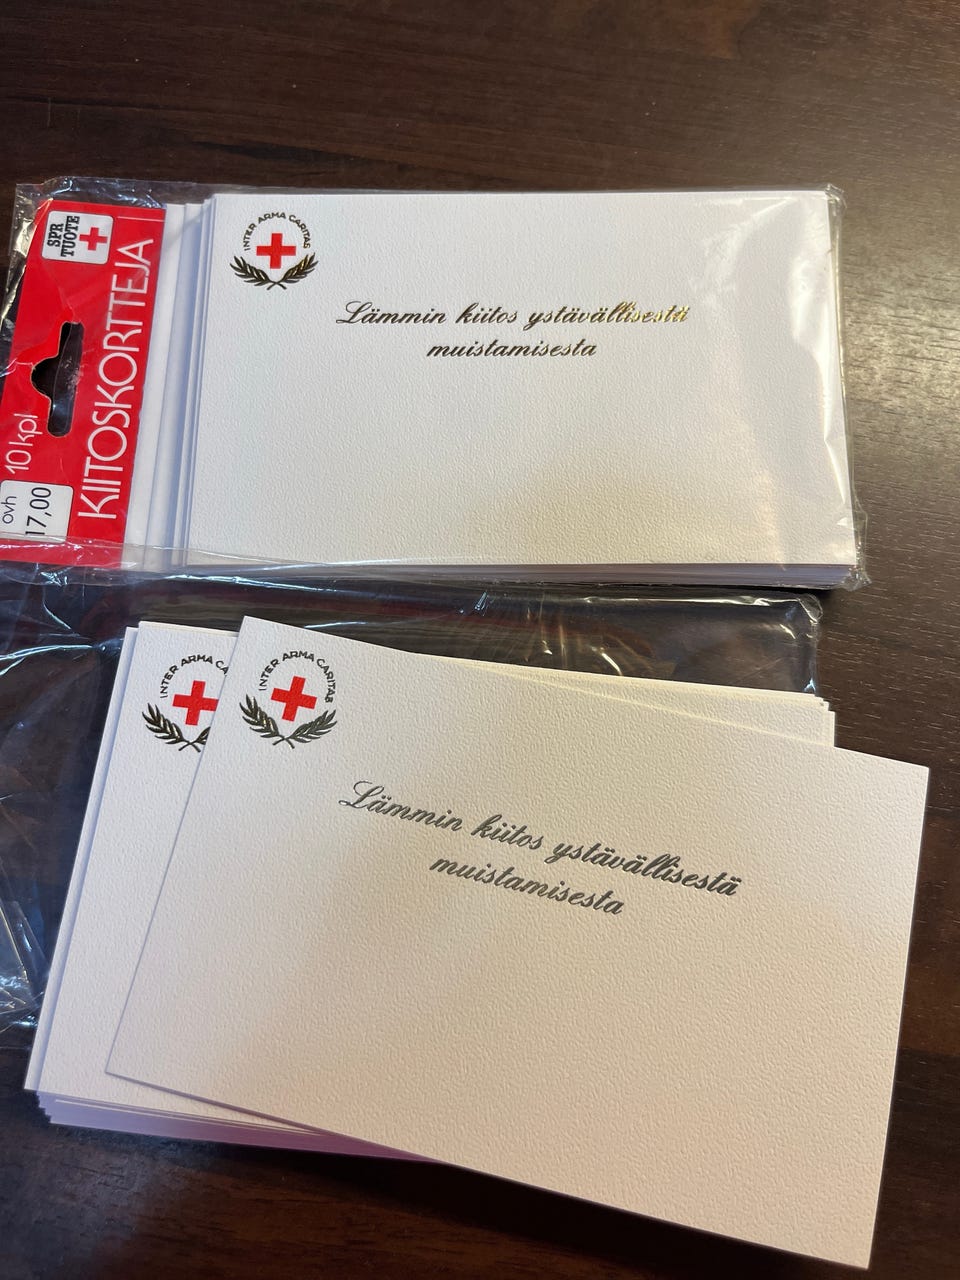 SPR
TUOTE
KIITOSKORTTEJA
10 kpl
ovh
17,00
INTER ARMA CARITAS
Lämmin kiitos ystävällisestä
muistamisesta
INTER ARMA CA
INTER ARMA CARITAS
Lämmin kiitos ystävällisestä
muistamisesta